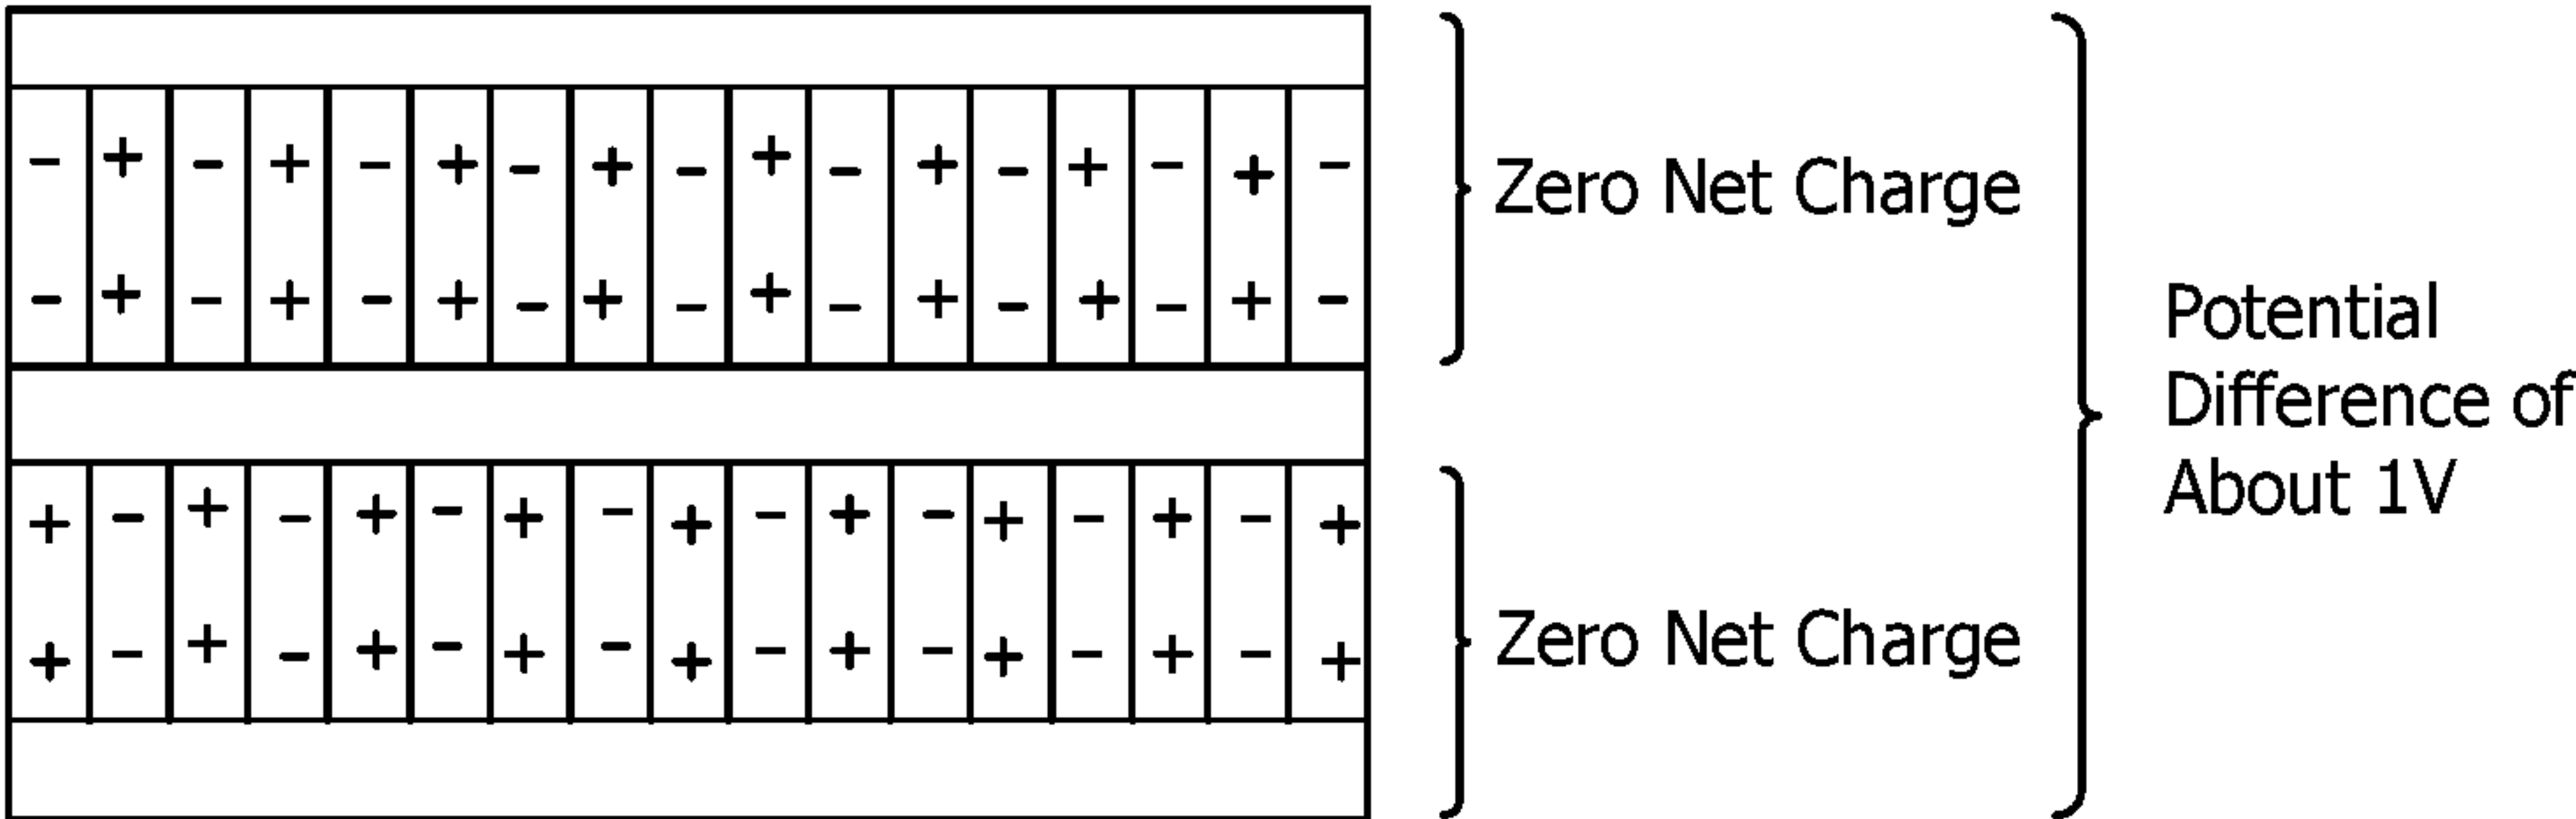 - + - + - + - + - + - + - + - + -
Zero Net Charge
- + - + - + - + - + - + - + - + -
Potential
Difference of
About 1V
+ - + - + - + - + - + - + - + - +
Zero Net Charge
+ - + - + - + - + - + - + - + - +